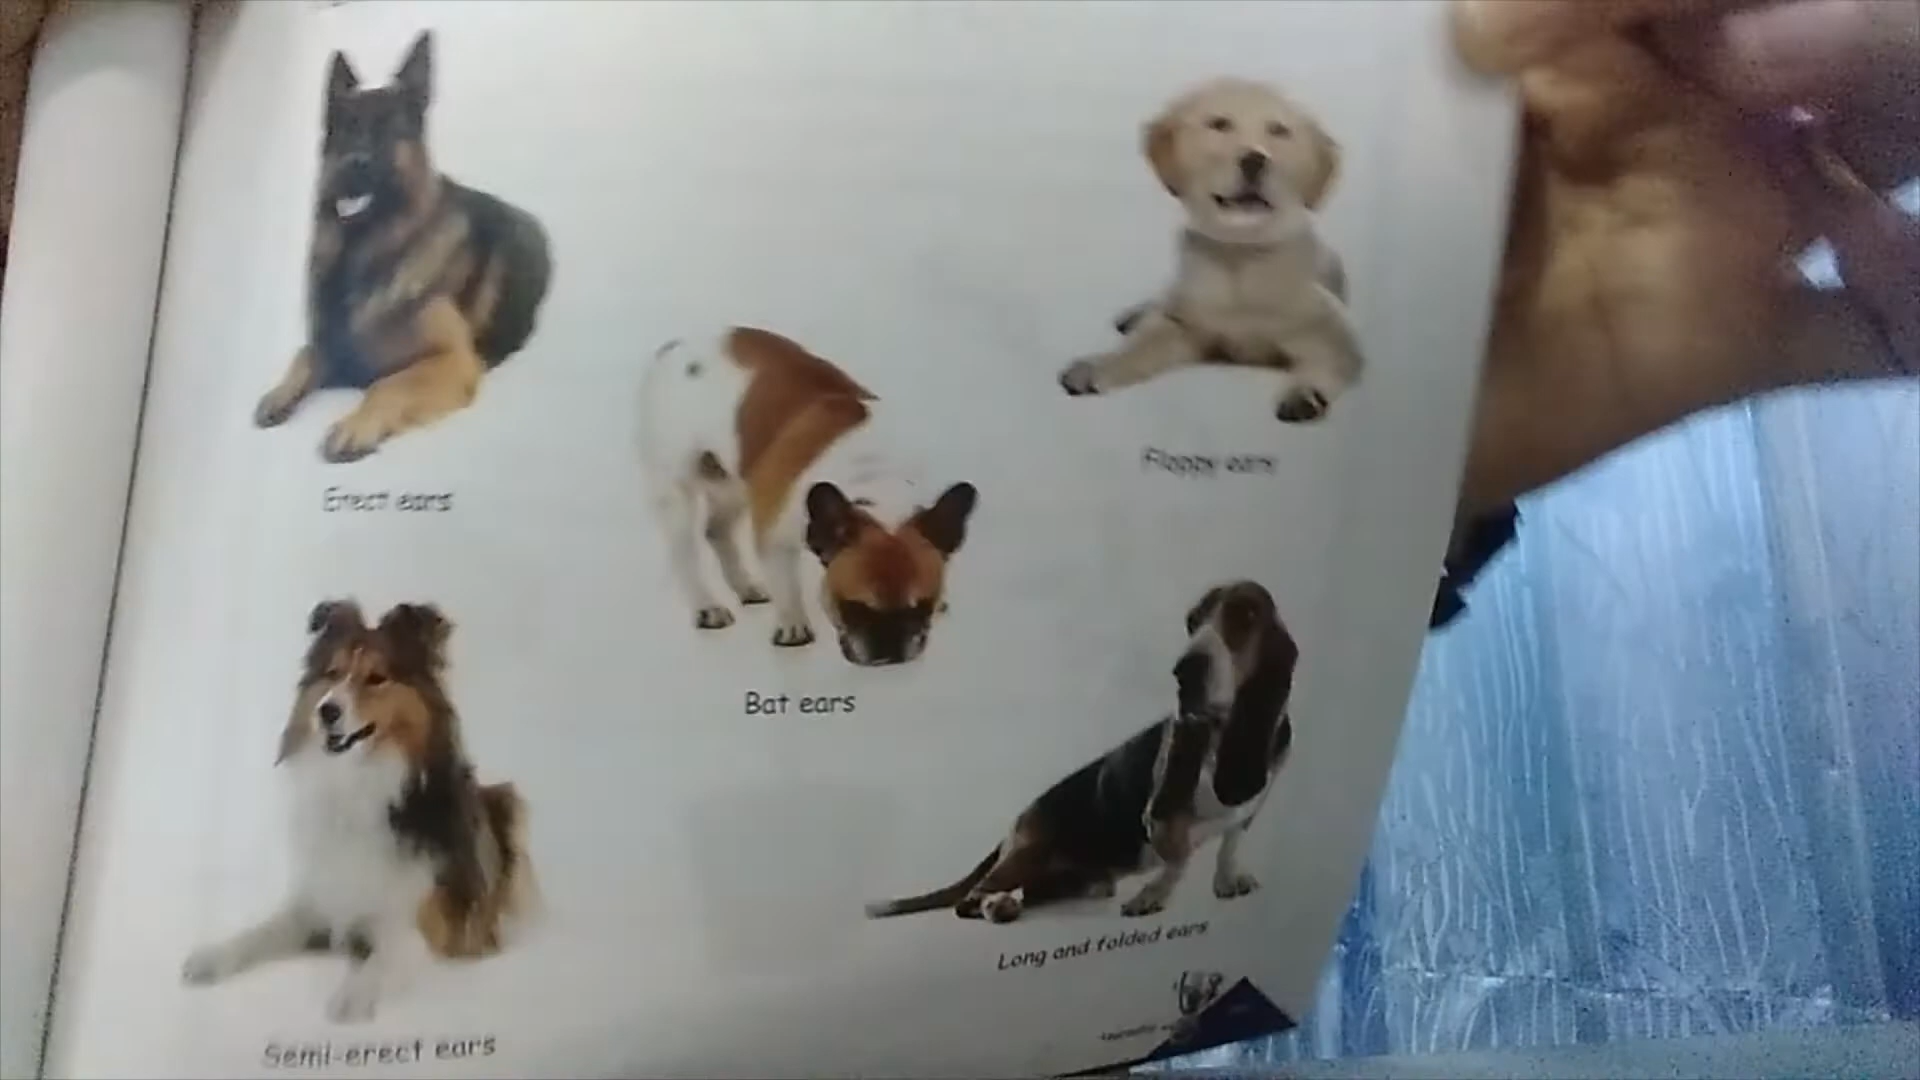 Erect ears
Floppy ears
Bat ears
Semi-erect ears
Long and folded ears